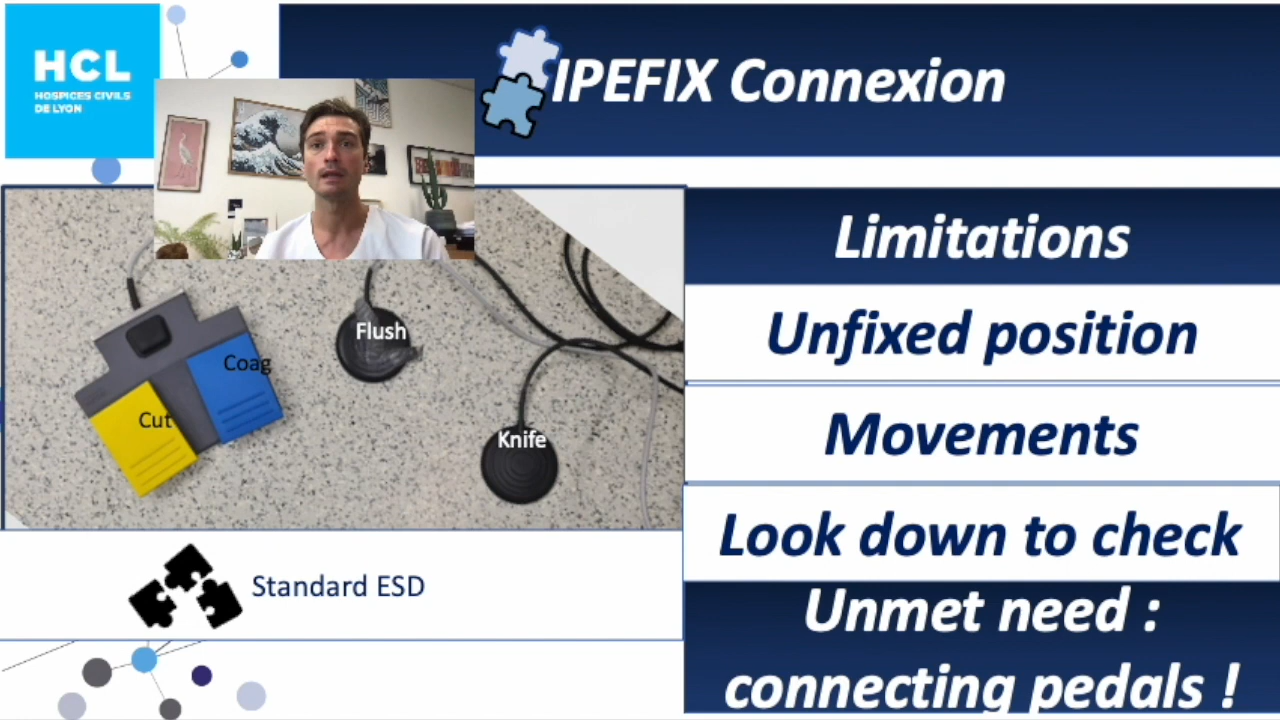 HCL
HOSPICES CIVILS
DE LYON
IPEFIX Connexion
Limitations
Unfixed position
Movements
Look down to check
Unmet need :
connecting pedals !
Flush
Coag
Cut
Knife
Standard ESD